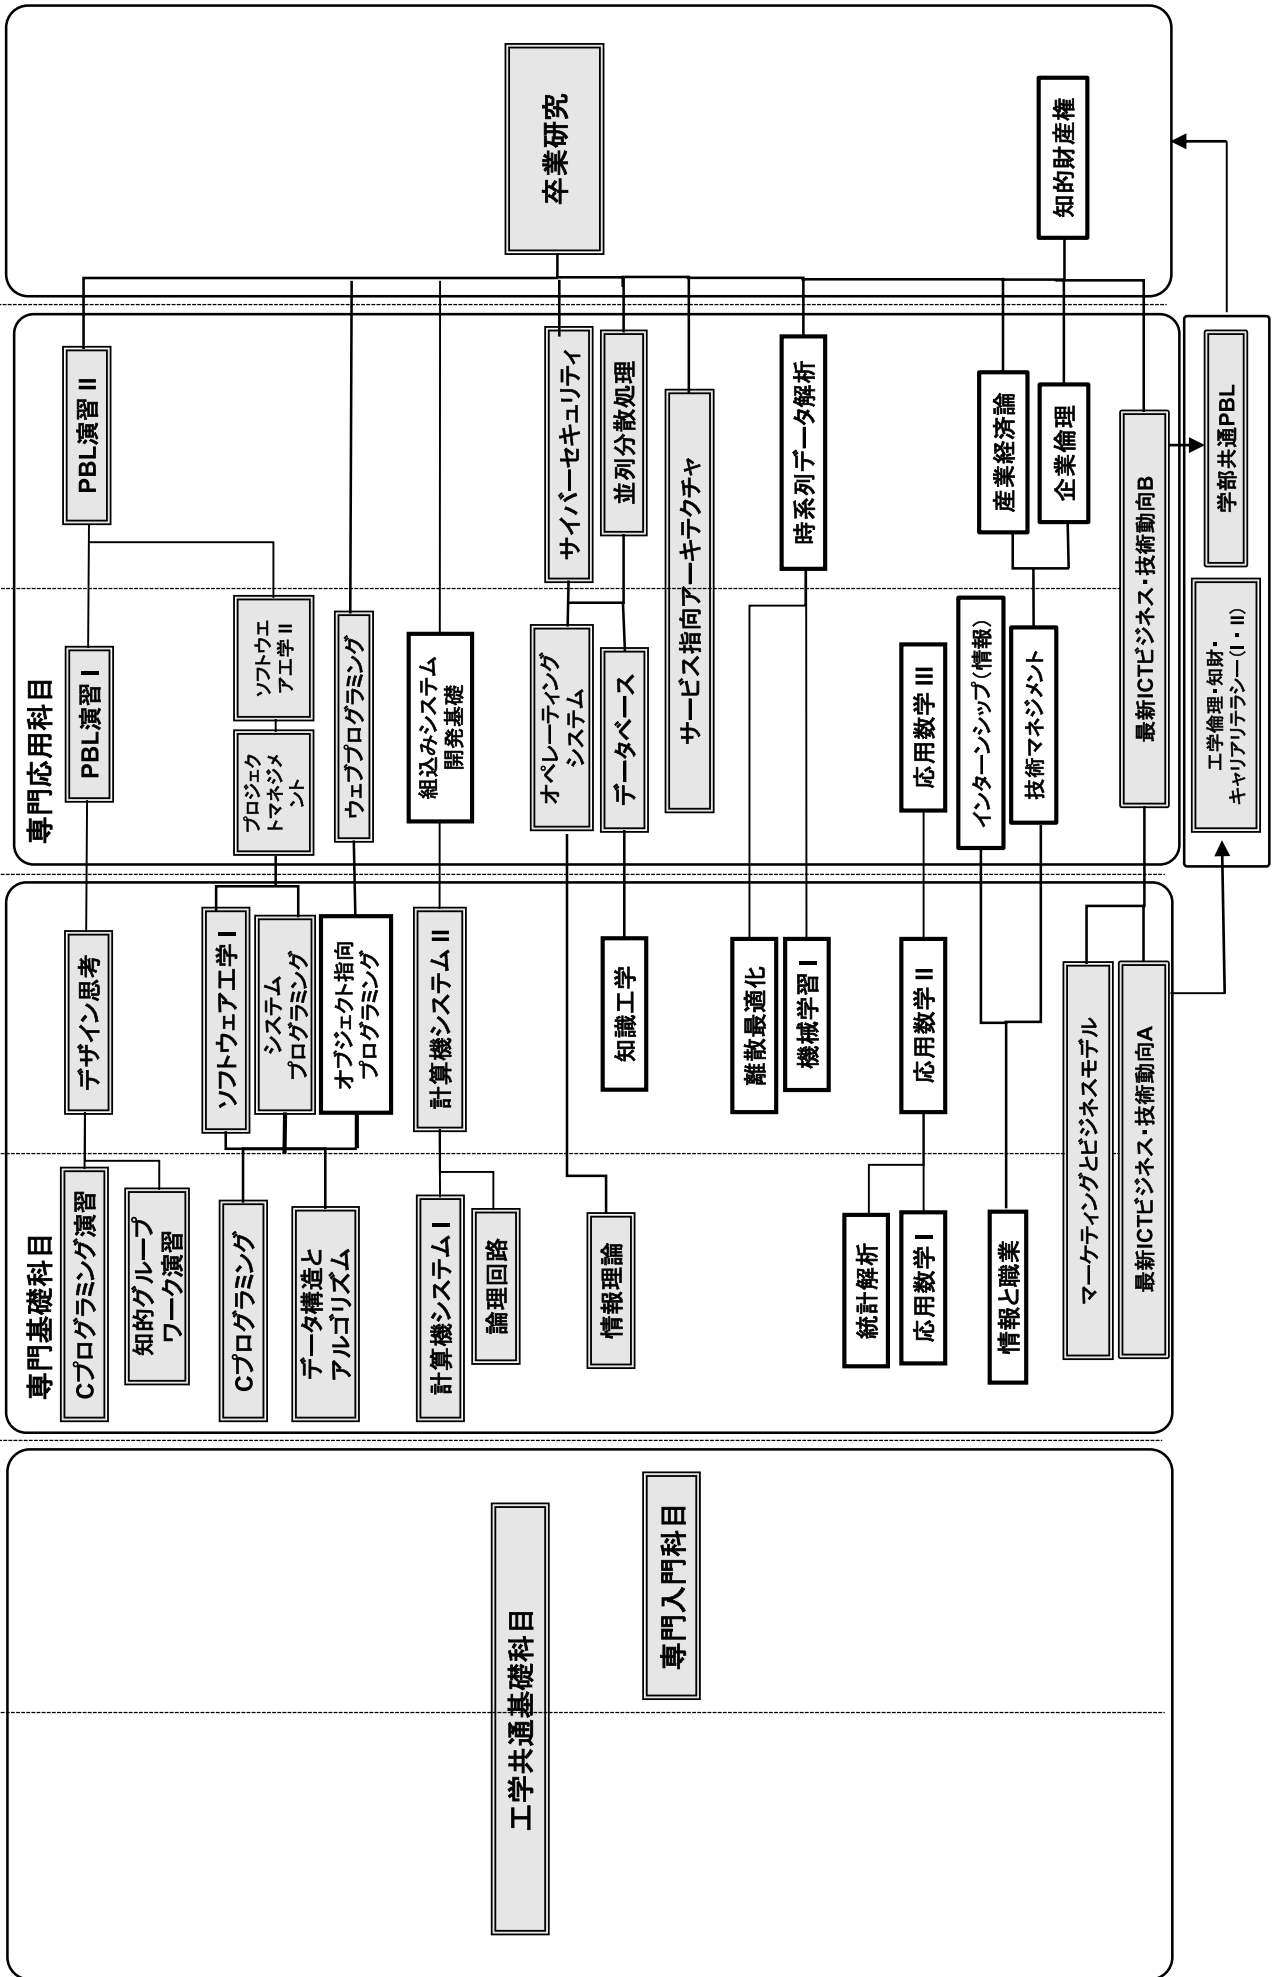 工学共通基礎科目
専門入門科目
専門基礎科目
Cプログラミング演習
知的グループ
ワーク演習
Cプログラミング
データ構造と
アルゴリズム
計算機システム I
論理回路
情報理論
統計解析
応用数学 I
情報と職業
マーケティングとビジネスモデル
最新ICTビジネス・技術動向A
デザイン思考
ソフトウェア工学 I
システム
プログラミング
オブジェクト指向
プログラミング
計算機システム II
知識工学
離散最適化
機械学習 I
応用数学 II
専門応用科目
PBL演習 I
プロジェク
トマネジメ
ント
ソフトウエ
ア工学 II
ウェブプログラミング
組込みシステム
開発基礎
オペレーティング
システム
データベース
サービス指向アーキテクチャ
応用数学 III
インターンシップ(情報)
技術マネジメント
最新ICTビジネス・技術動向B
工学倫理・知財・
キャリアリテラシー(I・II)
PBL演習 II
サイバーセキュリティ
並列分散処理
時系列データ解析
産業経済論
企業倫理
学部共通PBL
卒業研究
知的財産権